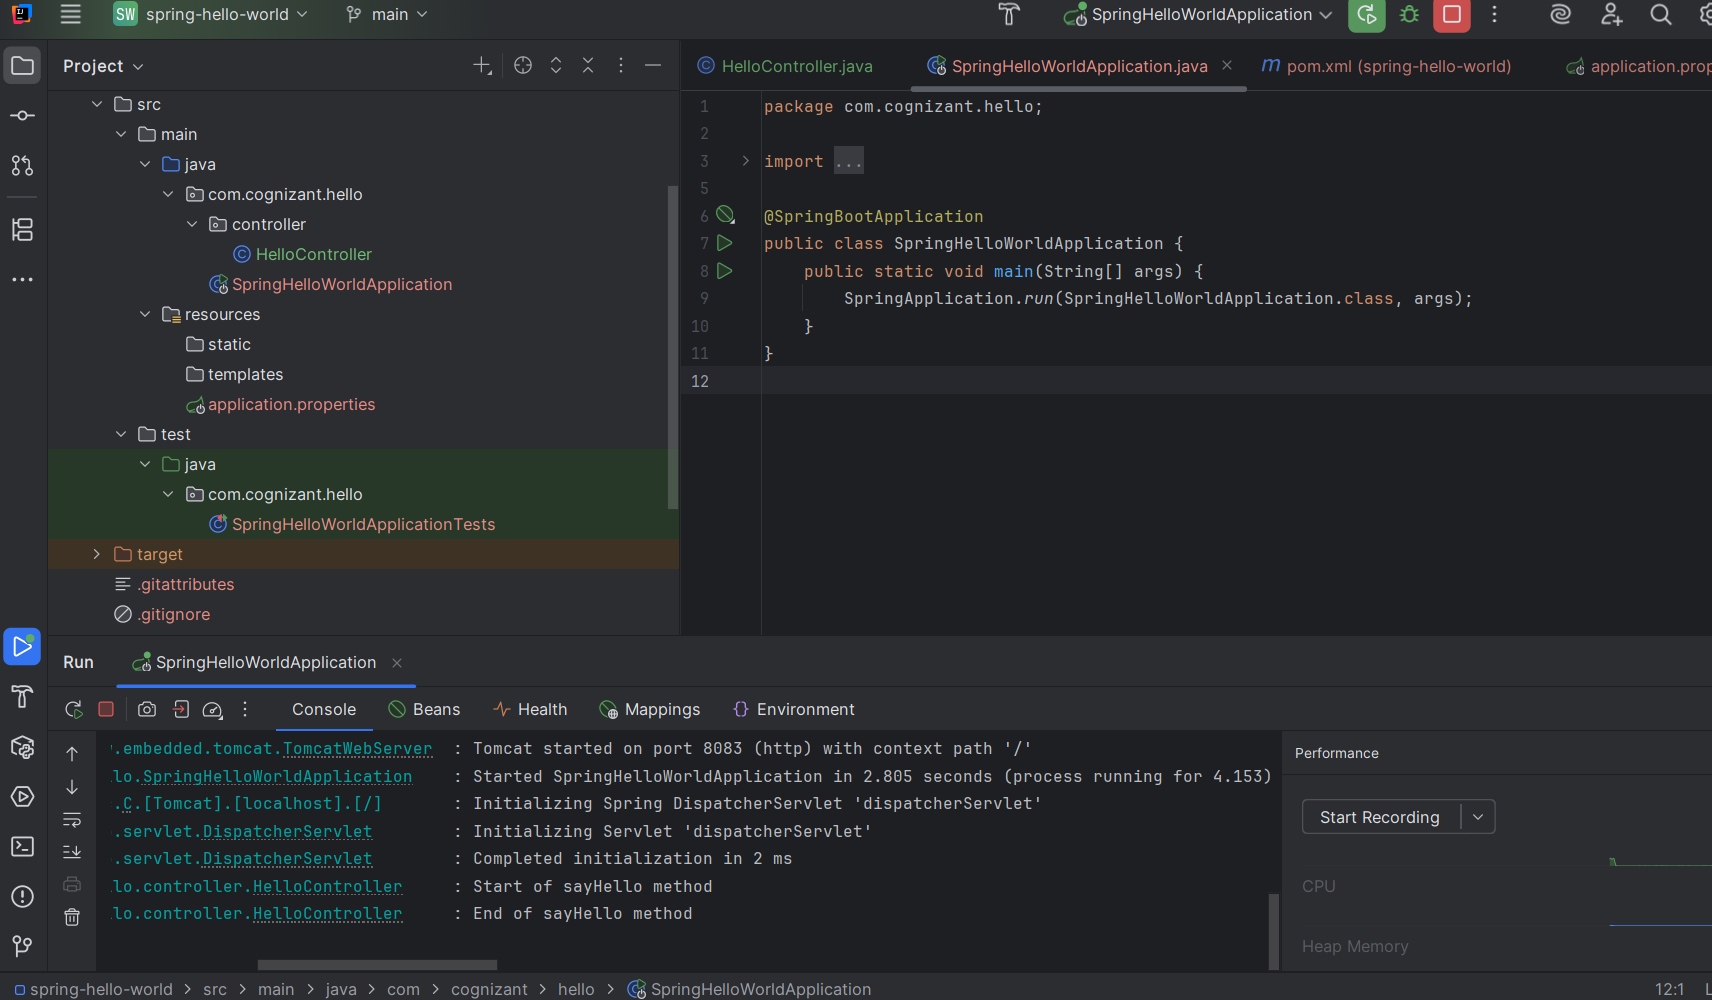 SW spring-hello-world main SpringHelloWorldApplication
Project
src
main
java
com.cognizant.hello
controller
HelloController
SpringHelloWorldApplication
resources
static
templates
application.properties
test
java
com.cognizant.hello
SpringHelloWorldApplicationTests
target
.gitattributes
.gitignore
HelloController.java SpringHelloWorldApplication.java m pom.xml (spring-hello-world) application.prop
1 package com.cognizant.hello;
2
3 import ...
5
6 @SpringBootApplication
7 public class SpringHelloWorldApplication {
8 public static void main(String[] args) {
9 SpringApplication.run(SpringHelloWorldApplication.class, args);
10 }
11 }
12
Run SpringHelloWorldApplication
Console Beans Health Mappings Environment
.embedded.tomcat.TomcatWebServer : Tomcat started on port 8083 (http) with context path '/'
lo.SpringHelloWorldApplication : Started SpringHelloWorldApplication in 2.805 seconds (process running for 4.153)
.C.[Tomcat].[localhost].[/] : Initializing Spring DispatcherServlet 'dispatcherServlet'
.servlet.DispatcherServlet : Initializing Servlet 'dispatcherServlet'
.servlet.DispatcherServlet : Completed initialization in 2 ms
lo.controller.HelloController : Start of sayHello method
lo.controller.HelloController : End of sayHello method
Performance
Start Recording
CPU
Heap Memory
spring-hello-world > src > main > java > com > cognizant > hello > SpringHelloWorldApplication 12:1